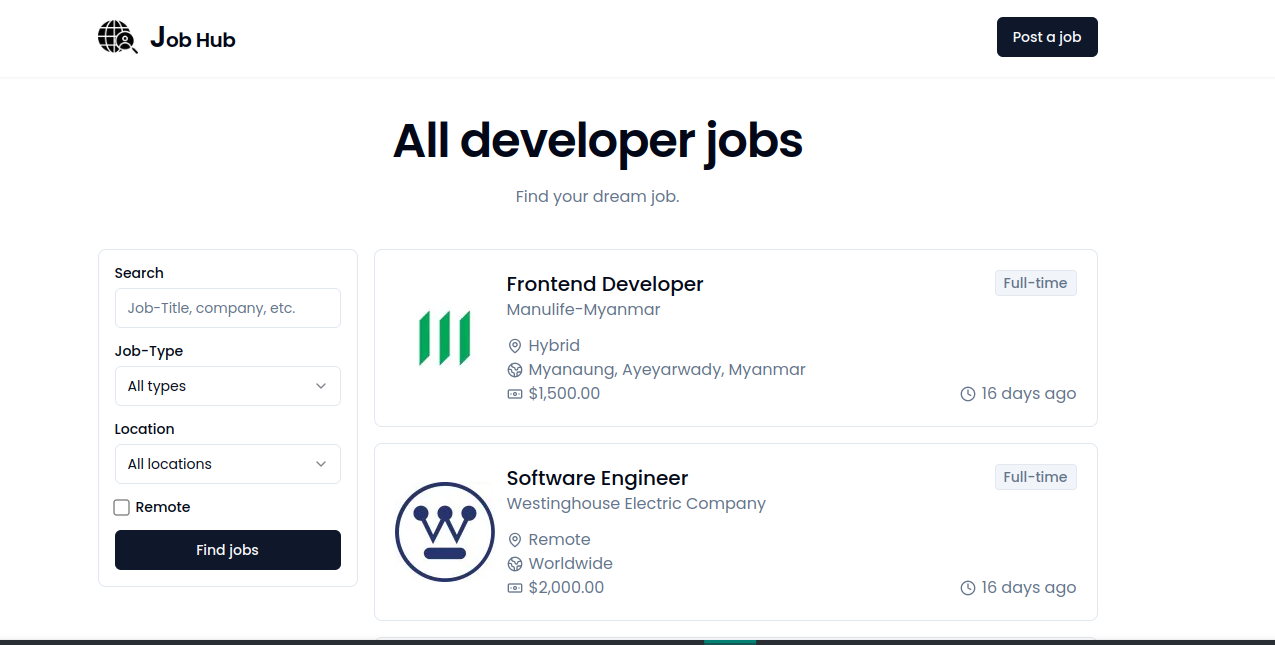 Job Hub
Post a job
All developer jobs
Find your dream job.
Search
Job-Title, company, etc.
Job-Type
All types
Location
All locations
Remote
Find jobs
Frontend Developer
Full-time
Manulife-Myanmar
Hybrid
Myanaung, Ayeyarwady, Myanmar
$1,500.00
16 days ago
Software Engineer
Full-time
Westinghouse Electric Company
Remote
Worldwide
$2,000.00
16 days ago